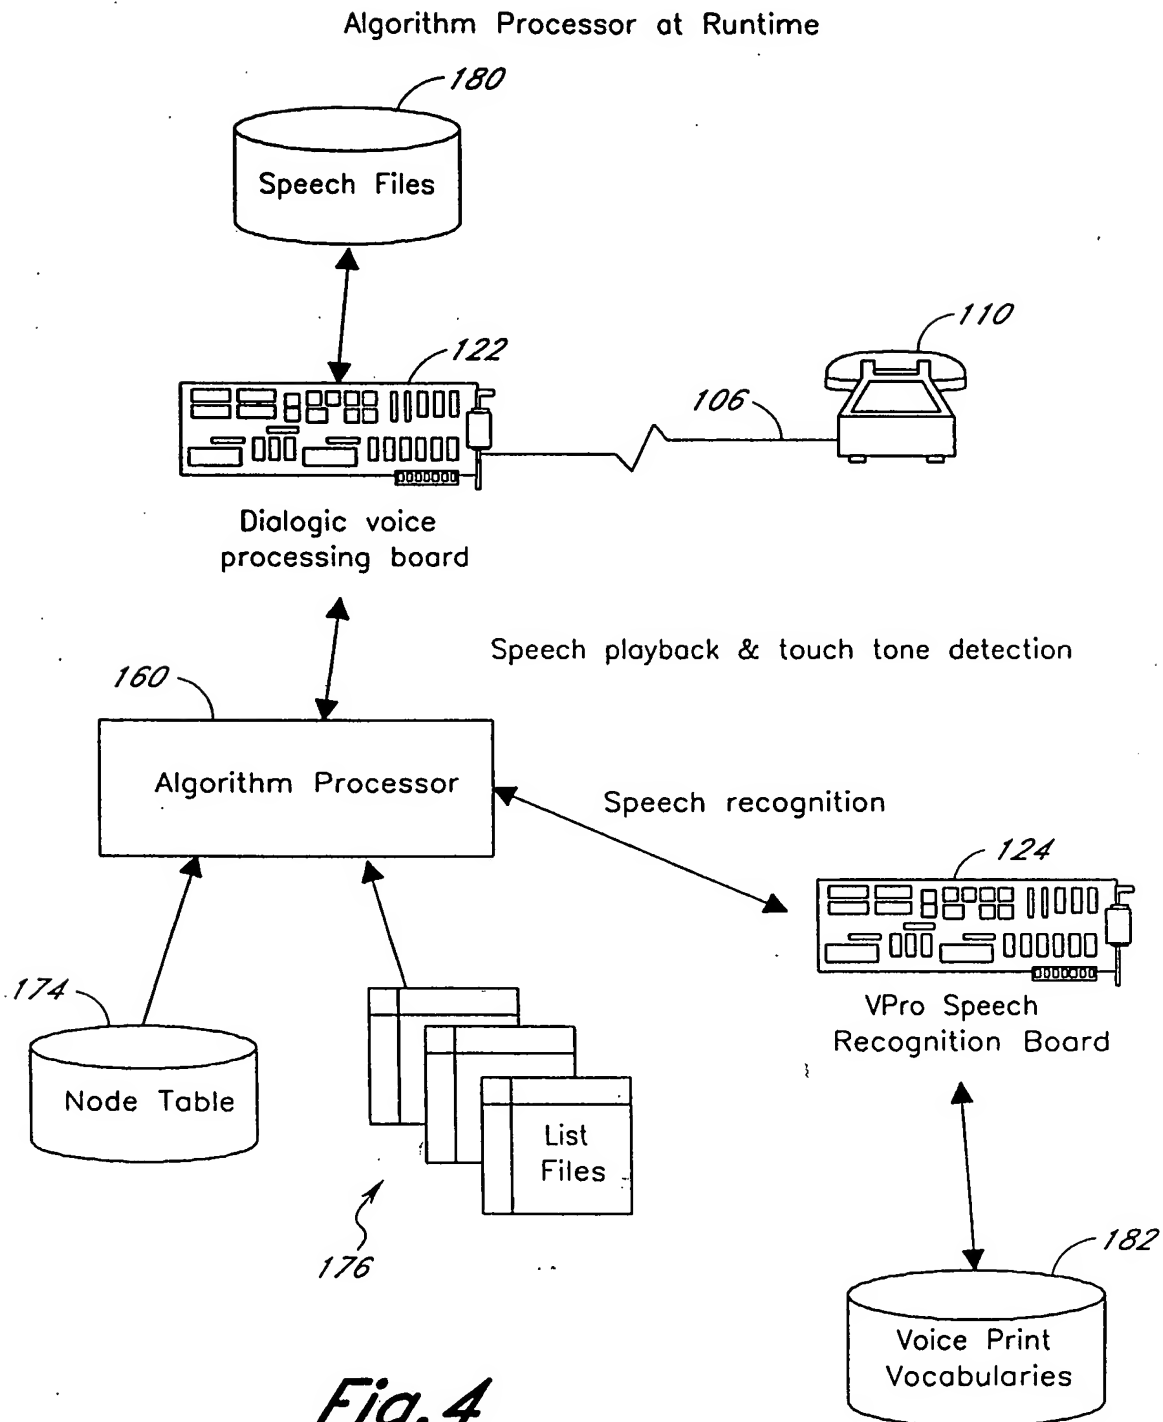 Algorithm Processor at Runtime
180
Speech Files
122
110
106
Dialogic voice
processing board
Speech playback & touch tone detection
160
Algorithm Processor
Speech recognition
124
VPro Speech
Recognition Board
174
Node Table
List
Files
176
182
Voice Print
Vocabularies
Fig. 4